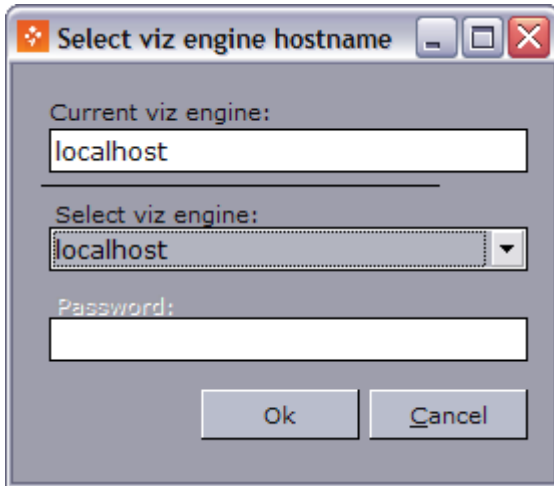 Select viz engine hostname
Current viz engine:
localhost
Select viz engine:
localhost
Password:
Ok
Cancel